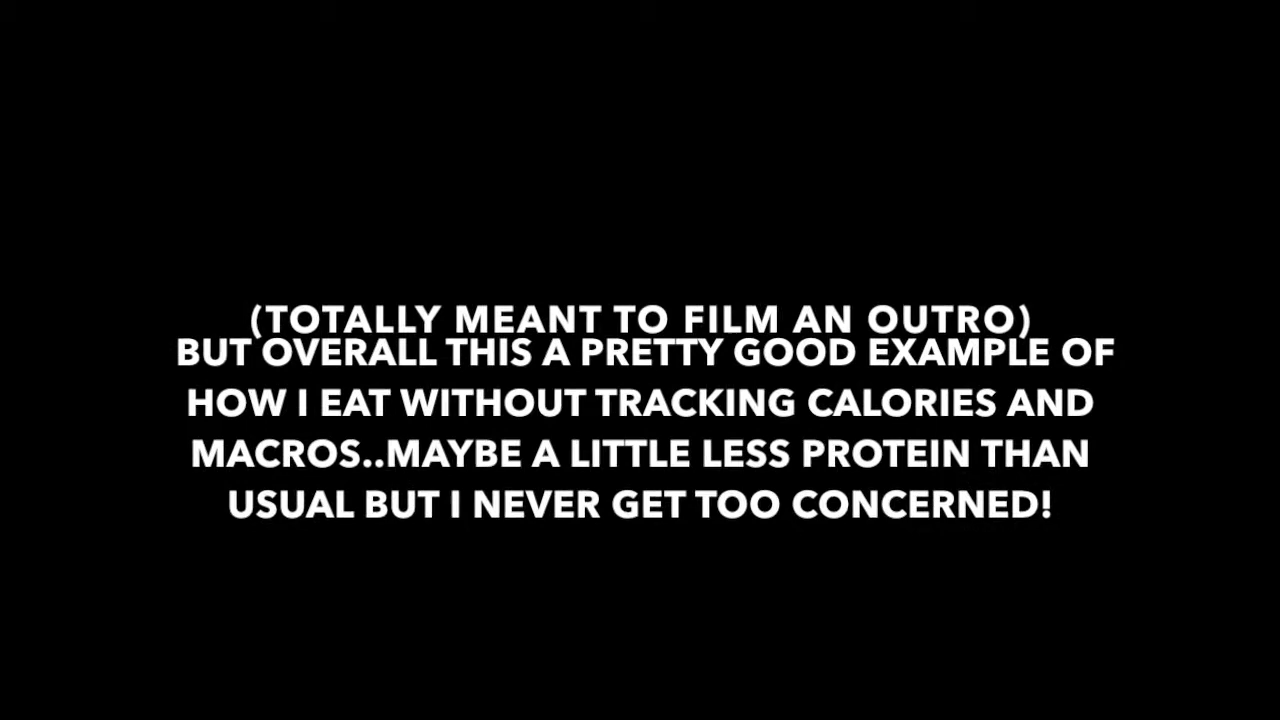 (TOTALLY MEANT TO FILM AN OUTRO)
BUT OVERALL THIS A PRETTY GOOD EXAMPLE OF
HOW I EAT WITHOUT TRACKING CALORIES AND
MACROS..MAYBE A LITTLE LESS PROTEIN THAN
USUAL BUT I NEVER GET TOO CONCERNED!